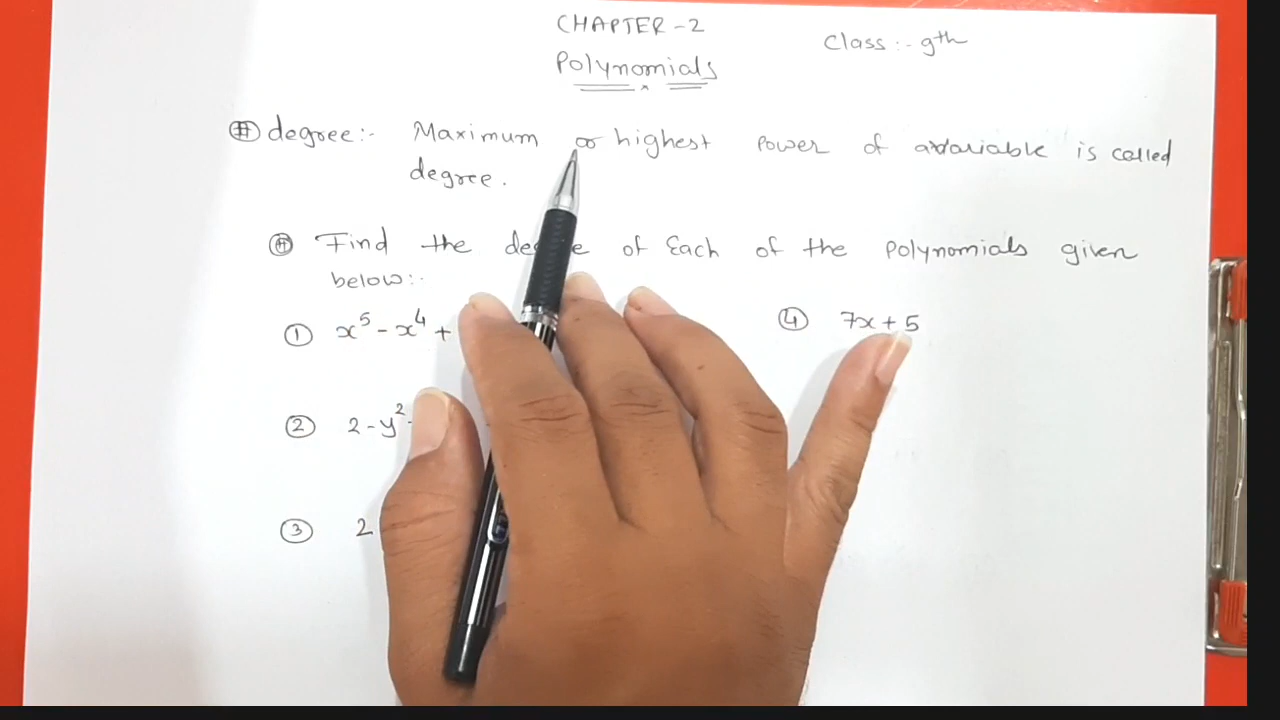 CHAPTER-2
Class :- 9th
Polynomials
# degree:- Maximum or highest power of a variable is called
degree.
# Find the of Each of the polynomials given
below:-
① x⁵ - x⁴ +
④ 7x + 5
② 2 - y²
③ 2